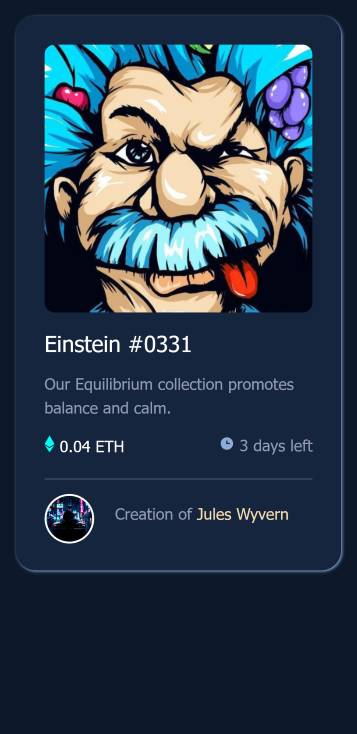 Einstein #0331
Our Equilibrium collection promotes
balance and calm.
0.04 ETH
3 days left
Creation of Jules Wyvern